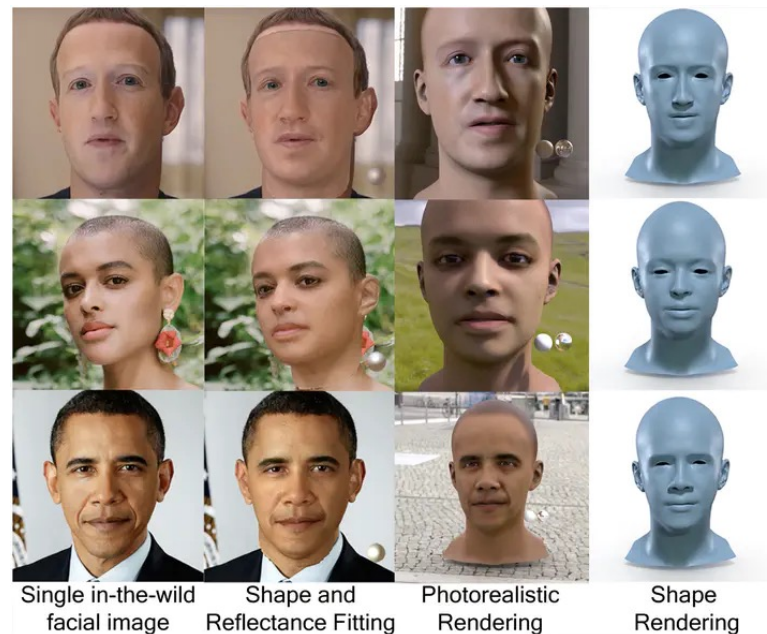 Single in-the-wild
facial image
Shape and
Reflectance Fitting
Photorealistic
Rendering
Shape
Rendering